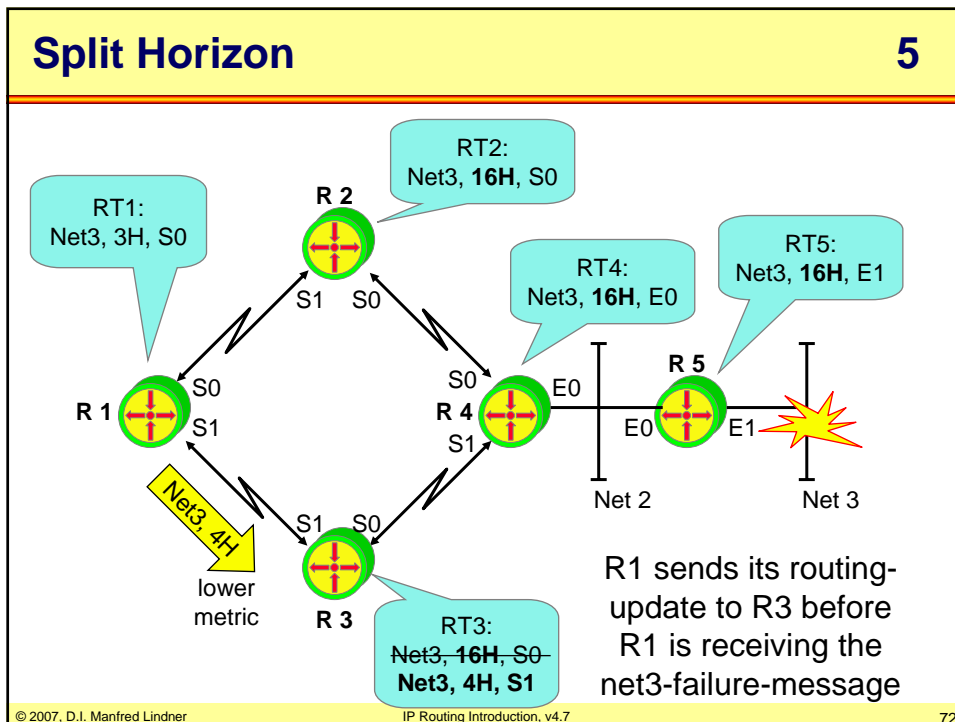 Split Horizon 5
RT2:
Net3, 16H, S0
R 2
RT1:
Net3, 3H, S0
RT4:
Net3, 16H, E0
RT5:
Net3, 16H, E1
S1 S0
R 1
S0
S1
S0
R 4
S1
E0
R 5
E0 E1
Net 2
Net 3
Net3, 4H
lower
metric
S1 S0
R 3
RT3:
Net3, 16H, S0
Net3, 4H, S1
R1 sends its routing-
update to R3 before
R1 is receiving the
net3-failure-message
© 2007, D.I. Manfred Lindner
IP Routing Introduction, v4.7
72